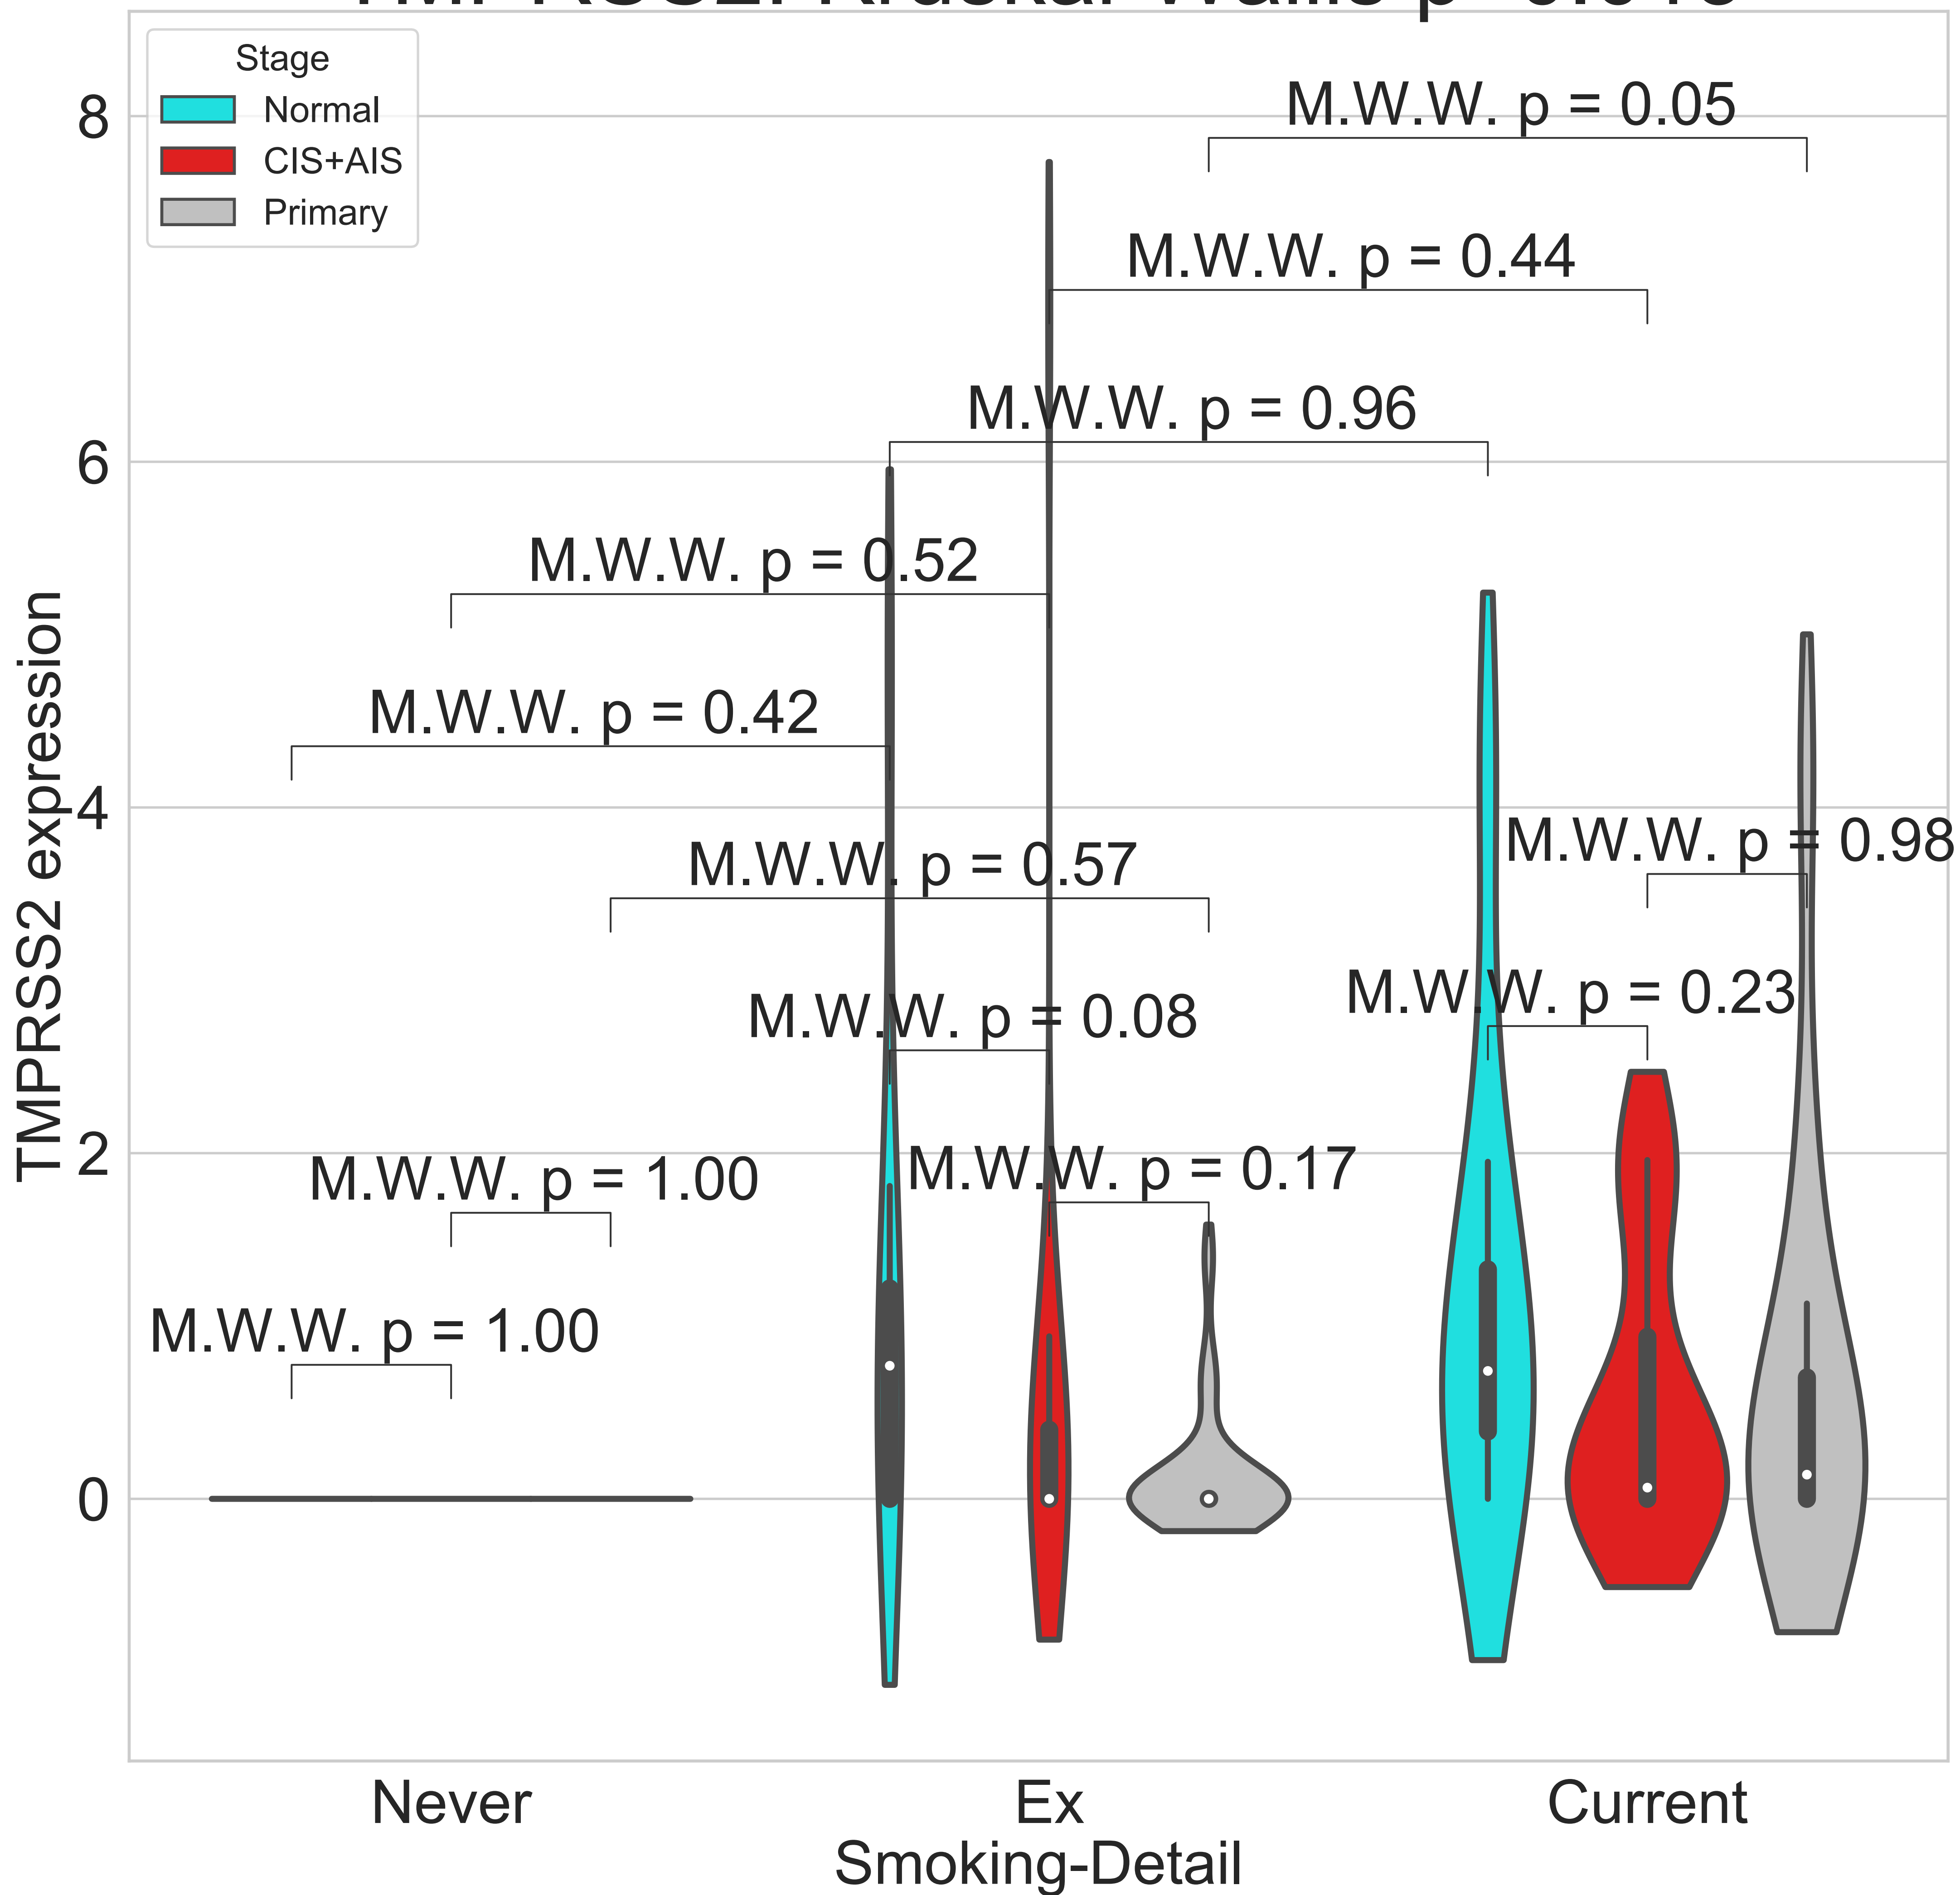 Stage
Normal
CIS+AIS
Primary
M.W.W. p = 0.05
M.W.W. p = 0.44
M.W.W. p = 0.96
M.W.W. p = 0.52
M.W.W. p = 0.42
M.W.W. p = 0.98
M.W.W. p = 0.57
M.W.W. p = 0.23
M.W.W. p = 0.08
M.W.W. p = 0.17
M.W.W. p = 1.00
M.W.W. p = 1.00
8
6
4
2
0
TMPRSS2 expression
Never
Ex
Current
Smoking-Detail